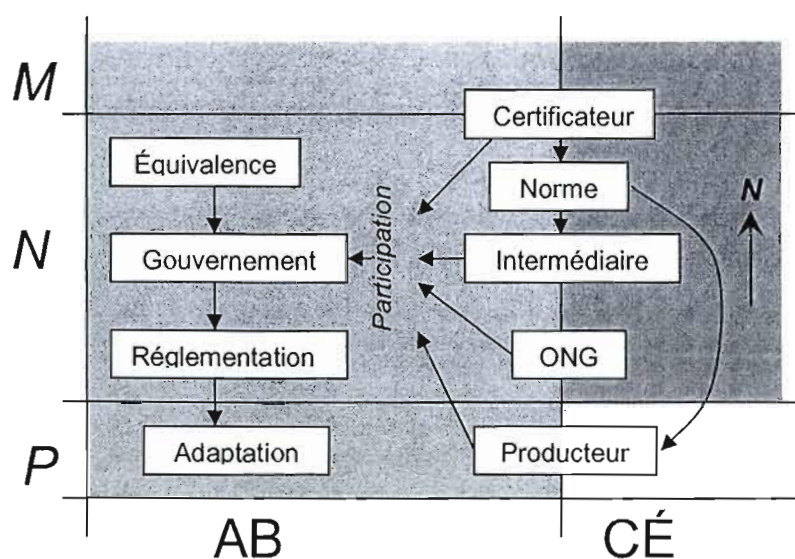 M
Certificateur
Équivalence
Norme
N
N
Gouvernement
Participation
Intermédiaire
Réglementation
ONG
P
Adaptation
Producteur
AB
CÉ